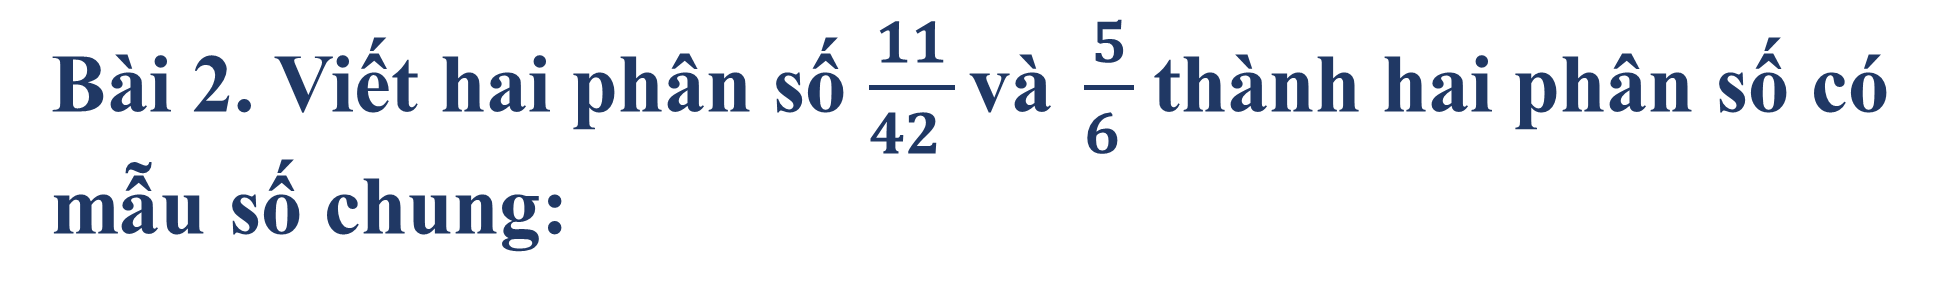 Bài 2. Viết hai phân số 11/42 và 5/6 thành hai phân số có
mẫu số chung: